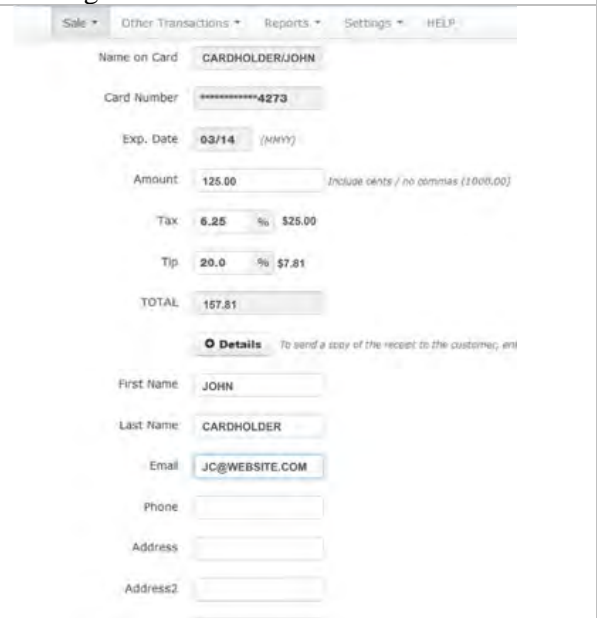 Sale Other Transactions Reports Settings HELP
Name on Card CARDHOLDER/JOHN
Card Number ************4273
Exp. Date 03/14 (MMYY)
Amount 125.00 Include cents / no commas (1000.00)
Tax 6.25 % $25.00
Tip 20.0 % $7.81
TOTAL 157.81
Details To send a copy of the receipt to the customer,
First Name JOHN
Last Name CARDHOLDER
Email JC@WEBSITE.COM
Phone
Address
Address2